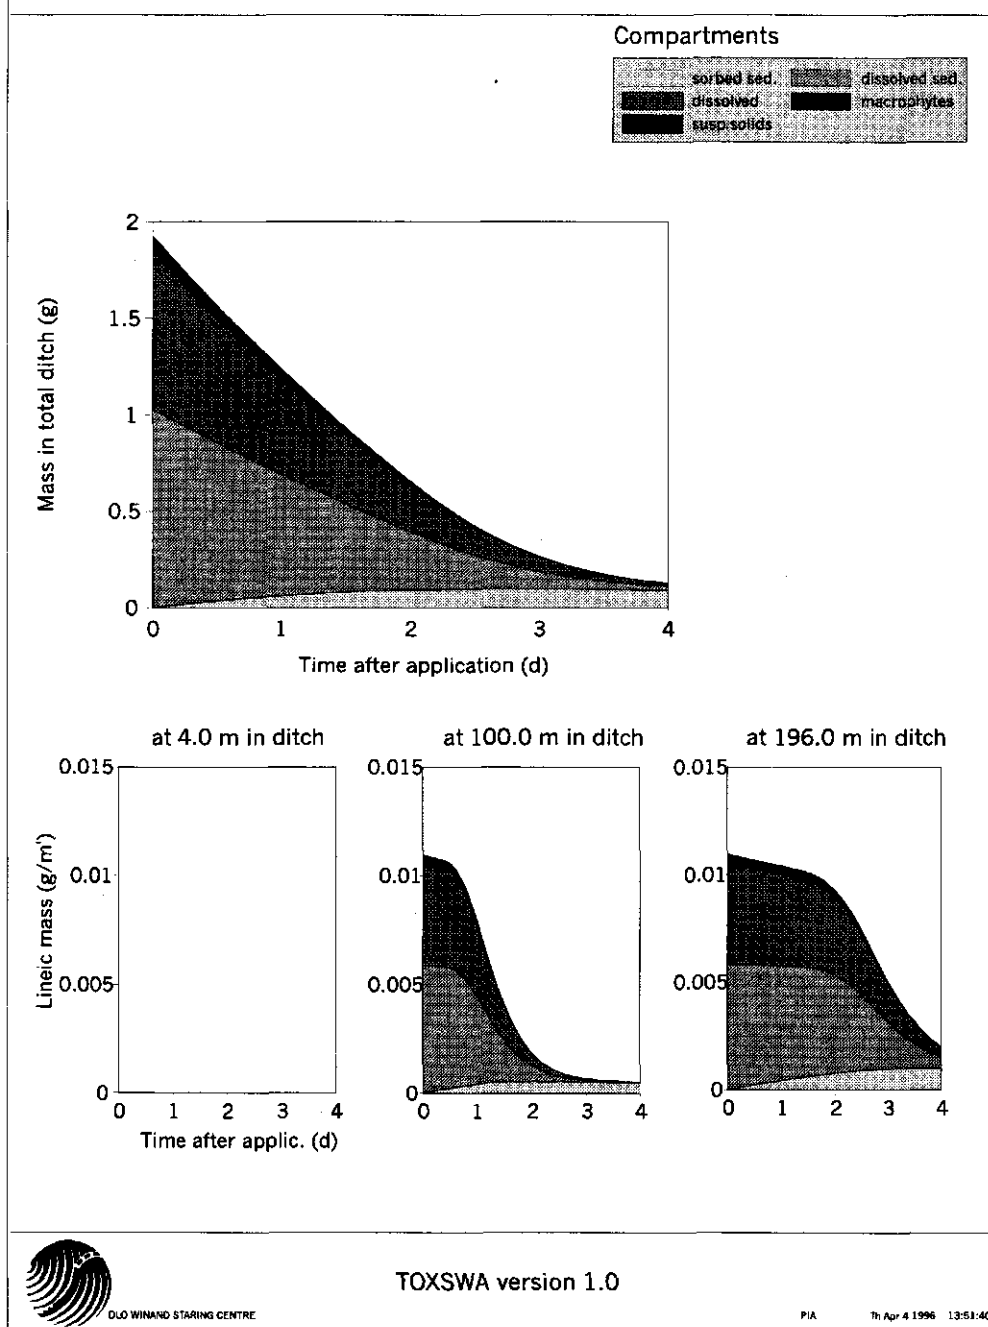 Compartments
sorbed sed. dissolved sed.
dissolved macrophytes
susp.solids
Mass in total ditch (g)
2
1.5
1
0.5
0
0 1 2 3 4
Time after application (d)
at 4.0 m in ditch at 100.0 m in ditch at 196.0 m in ditch
Lineic mass (g/m')
0.015 0.015 0.015
0.01 0.01 0.01
0.005 0.005 0.005
0 0 0
0 1 2 3 4 0 1 2 3 4 0 1 2 3 4
Time after applic. (d)
TOXSWA version 1.0
DLO WINAND STARING CENTRE PIA Th Apr 4 1996 13:51:40